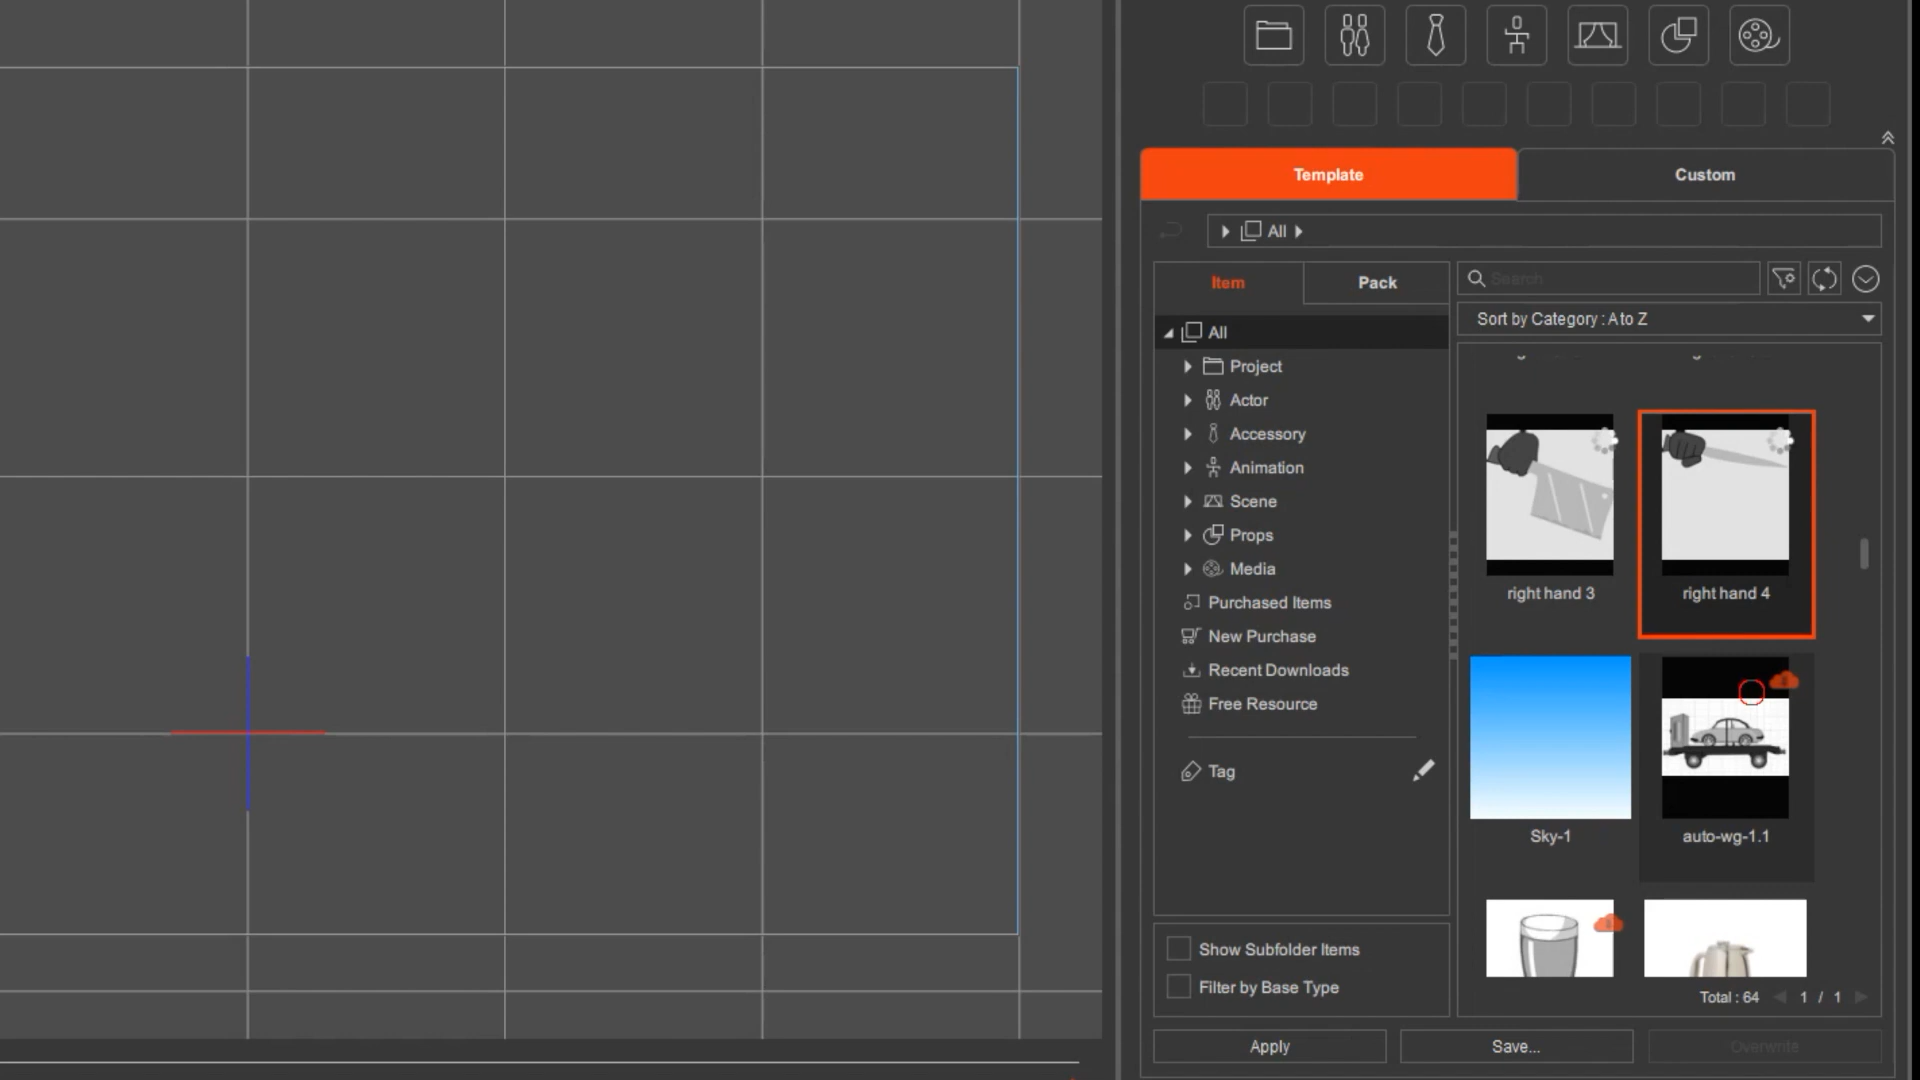 Template
Custom
All
Item
Pack
Search
Sort by Category : A to Z
All
Project
Actor
Accessory
Animation
Scene
Props
Media
Purchased Items
New Purchase
Recent Downloads
Free Resource
Tag
right hand 3
right hand 4
Sky-1
auto-wg-1.1
Show Subfolder Items
Filter by Base Type
Total : 64
1 / 1
Apply
Save...
Overwrite